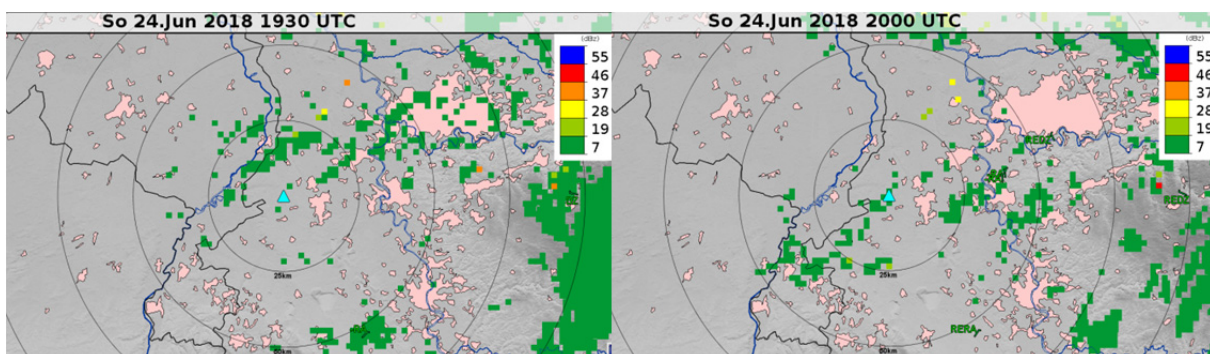 So 24.Jun 2018 1930 UTC
(dBz)
55
46
37
28
19
7
25km
So 24.Jun 2018 2000 UTC
(dBz)
55
46
37
28
19
7
REDZ
REDZ
25km
RERA